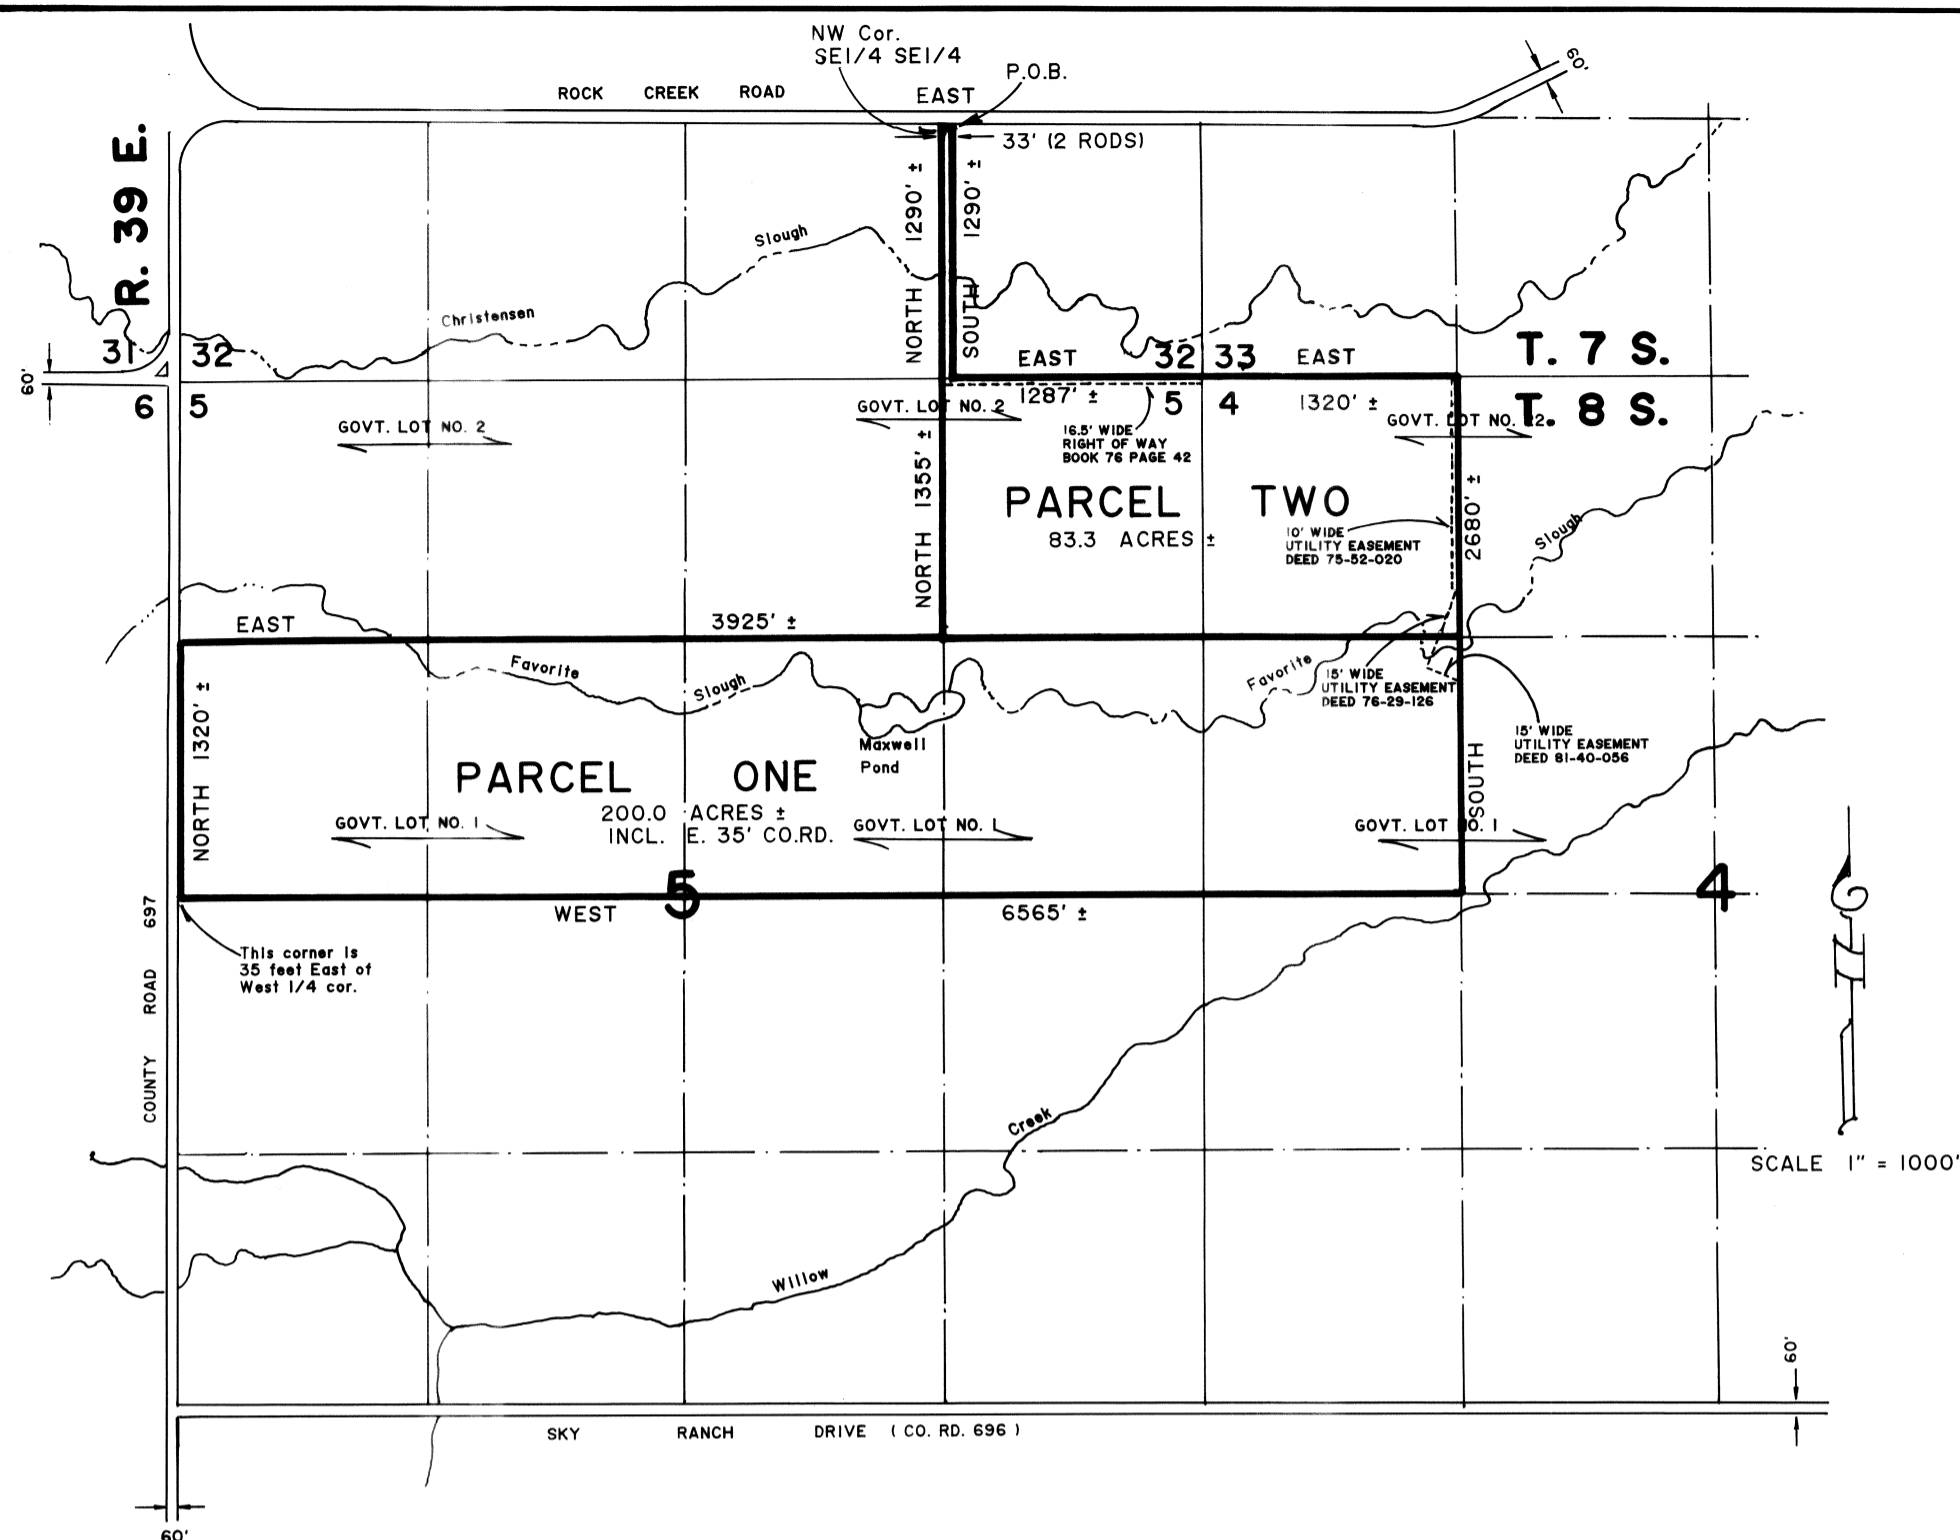 NW Cor.
SE1/4 SE1/4
P.O.B.
60'
ROCK CREEK ROAD
EAST
33' (2 RODS)
R. 39 E.
NORTH 1290' ±
SOUTH 1290' ±
Slough
Christensen
31 32
32 33
EAST
EAST
T. 7 S.
60'
6 5
5 4
1287' ±
1320' ±
T. 8 S.
GOVT. LOT NO. 2
GOVT. LOT NO. 2
GOVT. LOT NO. 2
16.5' WIDE
RIGHT OF WAY
BOOK 76 PAGE 42
NORTH 1355' ±
PARCEL TWO
83.3 ACRES ±
10' WIDE
UTILITY EASEMENT
DEED 75-52-020
2680' ±
Slough
EAST
3925' ±
Favorite
Slough
Favorite
15' WIDE
UTILITY EASEMENT
DEED 76-29-126
15' WIDE
UTILITY EASEMENT
DEED 81-40-056
NORTH 1320' ±
Maxwell
Pond
SOUTH
PARCEL ONE
200.0 ACRES ±
INCL. E. 35' CO.RD.
GOVT. LOT NO. 1
GOVT. LOT NO. 1
GOVT. LOT NO. 1
5
4
WEST
6565' ±
This corner is
35 feet East of
West 1/4 cor.
COUNTY ROAD 697
N
Creek
SCALE 1" = 1000'
Willow
60'
SKY RANCH DRIVE ( CO. RD. 696 )
60'